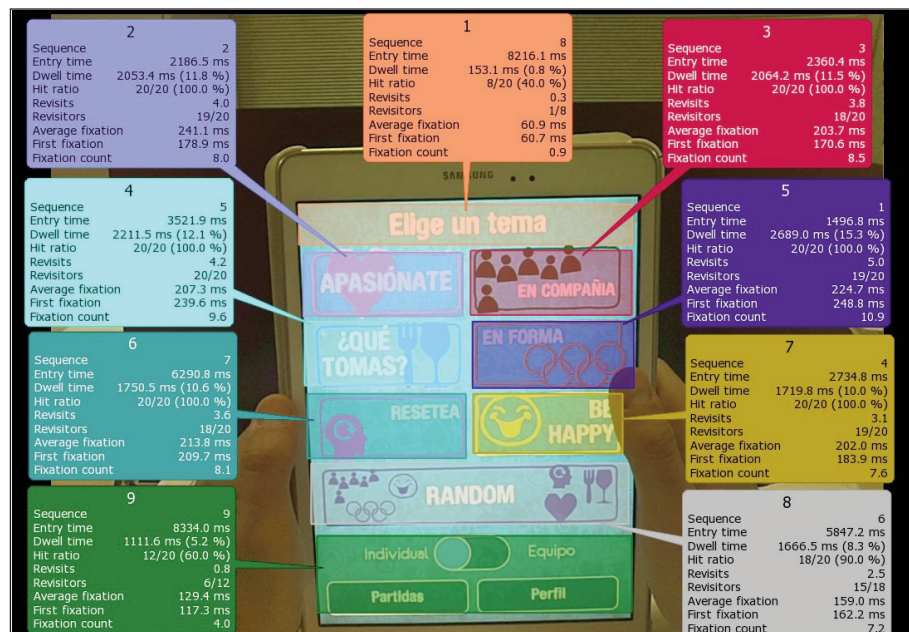 2
Sequence 2
Entry time 2186.5 ms
Dwell time 2053.4 ms (11.8 %)
Hit ratio 20/20 (100.0 %)
Revisits 4.0
Revisitors 19/20
Average fixation 241.1 ms
First fixation 178.9 ms
Fixation count 8.0
1
Sequence 8
Entry time 8216.1 ms
Dwell time 153.1 ms (0.8 %)
Hit ratio 8/20 (40.0 %)
Revisits 0.3
Revisitors 1/8
Average fixation 60.9 ms
First fixation 60.7 ms
Fixation count 0.9
3
Sequence 3
Entry time 2360.4 ms
Dwell time 2064.2 ms (11.5 %)
Hit ratio 20/20 (100.0 %)
Revisits 3.8
Revisitors 18/20
Average fixation 203.7 ms
First fixation 170.6 ms
Fixation count 8.5
4
Sequence 5
Entry time 3521.9 ms
Dwell time 2211.5 ms (12.1 %)
Hit ratio 20/20 (100.0 %)
Revisits 4.2
Revisitors 20/20
Average fixation 207.3 ms
First fixation 239.6 ms
Fixation count 9.6
5
Sequence 1
Entry time 1496.8 ms
Dwell time 2689.0 ms (15.3 %)
Hit ratio 20/20 (100.0 %)
Revisits 5.0
Revisitors 19/20
Average fixation 224.7 ms
First fixation 248.8 ms
Fixation count 10.9
6
Sequence 7
Entry time 6290.8 ms
Dwell time 1750.5 ms (10.6 %)
Hit ratio 20/20 (100.0 %)
Revisits 3.6
Revisitors 18/20
Average fixation 213.8 ms
First fixation 209.7 ms
Fixation count 8.1
7
Sequence 4
Entry time 2734.8 ms
Dwell time 1719.8 ms (10.0 %)
Hit ratio 20/20 (100.0 %)
Revisits 3.1
Revisitors 19/20
Average fixation 202.0 ms
First fixation 183.9 ms
Fixation count 7.6
9
Sequence 9
Entry time 8334.0 ms
Dwell time 1111.6 ms (5.2 %)
Hit ratio 12/20 (60.0 %)
Revisits 0.8
Revisitors 6/12
Average fixation 129.4 ms
First fixation 117.3 ms
Fixation count 4.0
8
Sequence 6
Entry time 5847.2 ms
Dwell time 1666.5 ms (8.3 %)
Hit ratio 18/20 (90.0 %)
Revisits 2.5
Revisitors 15/18
Average fixation 159.0 ms
First fixation 162.2 ms
Fixation count 7.2
SAMSUNG
Elige un tema
APASIÓNATE
EN COMPAÑIA
¿QUÉ
TOMAS?
EN FORMA
RESETEA
BE
HAPPY
RANDOM
Individual Equipo
Partidas Perfil